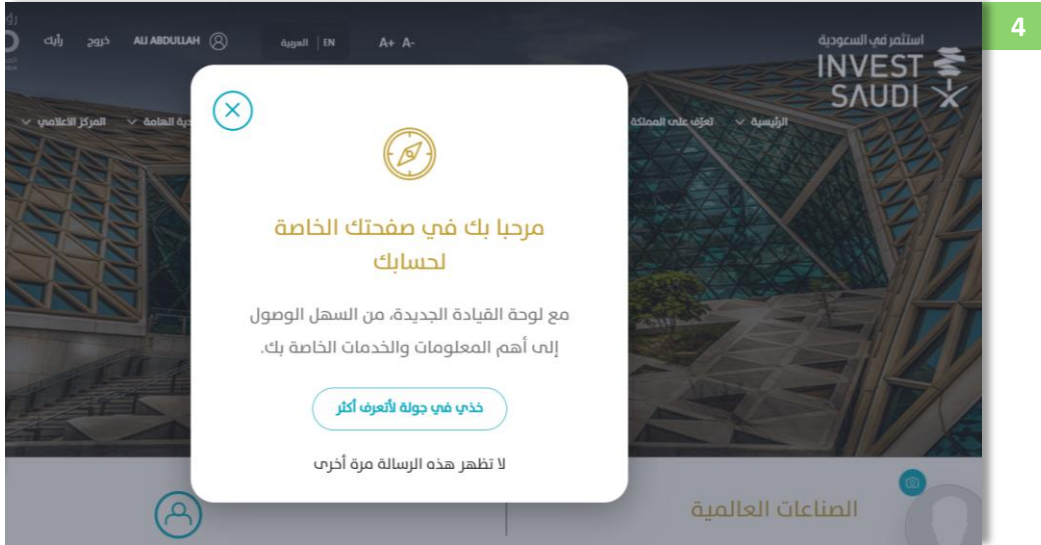 4
استثمر في السعودية
INVEST
SAUDI
A+ A-
العربية | EN
ALI ABDULLAH
خروج
رأيك
الرئيسية
تعرّف على المملكة
المركز الاعلامي
مرحبا بك في صفحتك الخاصة
لحسابك
مع لوحة القيادة الجديدة، من السهل الوصول
إلى أهم المعلومات والخدمات الخاصة بك.
خذي في جولة لأتعرف أكثر
لا تظهر هذه الرسالة مرة أخرى
الصناعات العالمية